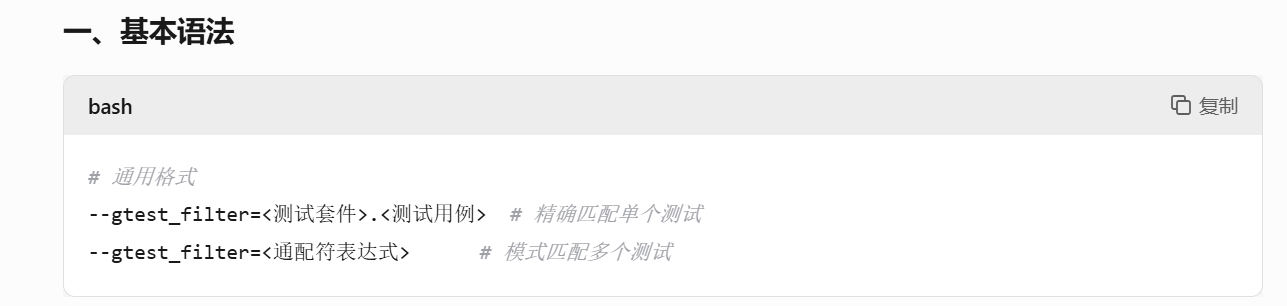 一、基本语法
bash
复制
# 通用格式
--gtest_filter=<测试套件>.<测试用例>  # 精确匹配单个测试
--gtest_filter=<通配符表达式>      # 模式匹配多个测试